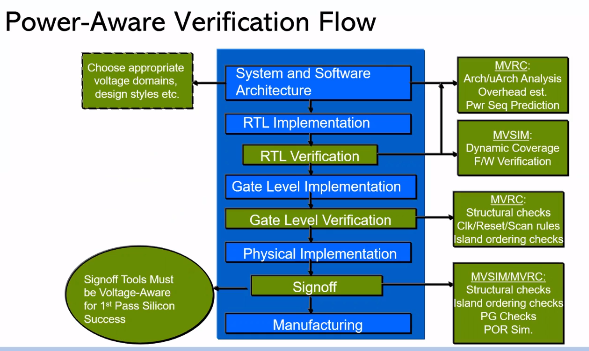 Power-Aware Verification Flow
Choose appropriate
voltage domains,
design styles etc.
System and Software
Architecture
RTL Implementation
RTL Verification
Gate Level Implementation
Gate Level Verification
Physical Implementation
Signoff
Manufacturing
MVRC:
Arch/uArch Analysis
Overhead est.
Pwr Seq Prediction
MVSIM:
Dynamic Coverage
F/W Verification
MVRC:
Structural checks
Clk/Reset/Scan rules
Island ordering checks
MVSIM/MVRC:
Structural checks
Island ordering checks
PG Checks
POR Sim.
Signoff Tools Must
be Voltage-Aware
for 1st Pass Silicon
Success